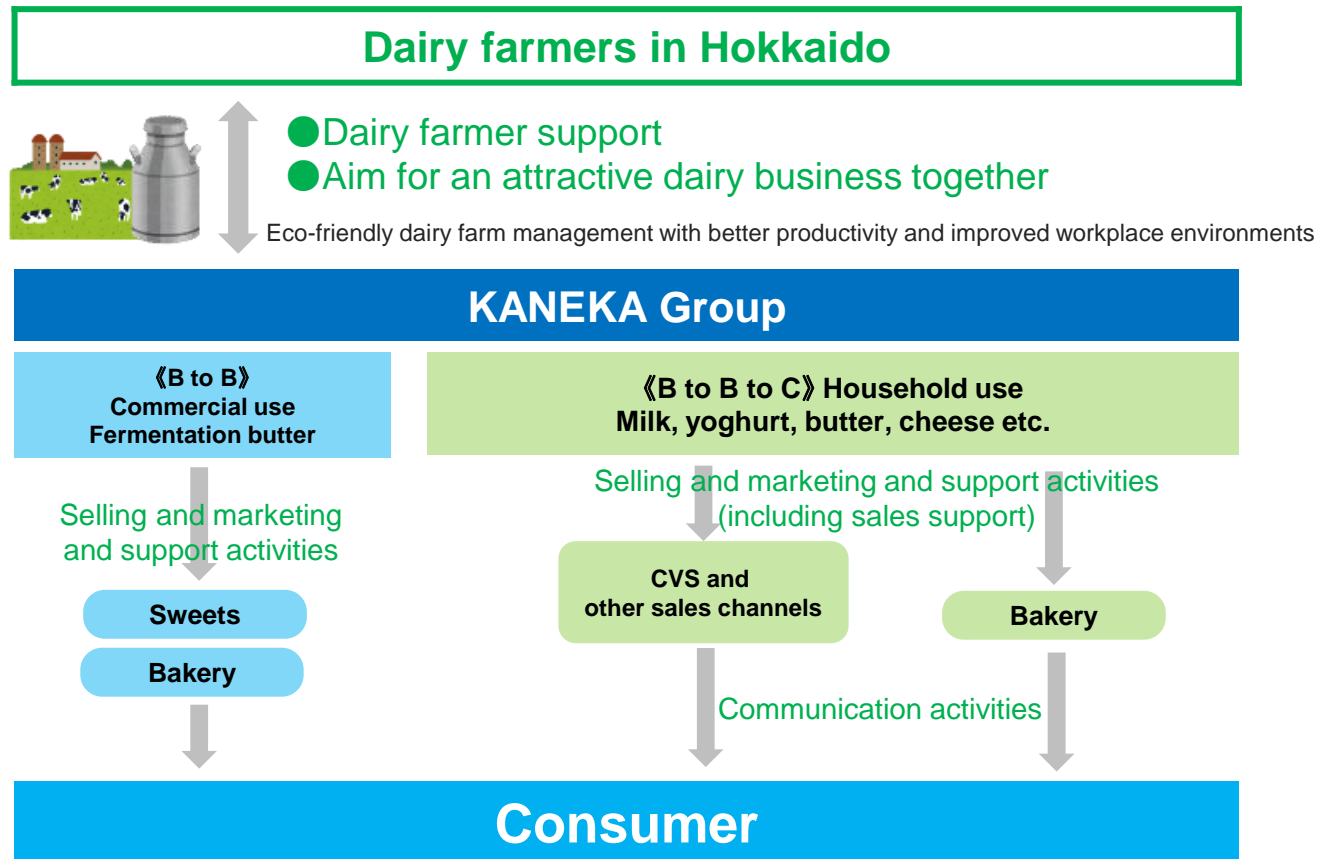 Dairy farmers in Hokkaido
●Dairy farmer support
●Aim for an attractive dairy business together
Eco-friendly dairy farm management with better productivity and improved workplace environments
KANEKA Group
《B to B》
Commercial use
Fermentation butter
《B to B to C》 Household use
Milk, yoghurt, butter, cheese etc.
Selling and marketing
and support activities
Selling and marketing and support activities
(including sales support)
Sweets
Bakery
CVS and
other sales channels
Bakery
Communication activities
Consumer